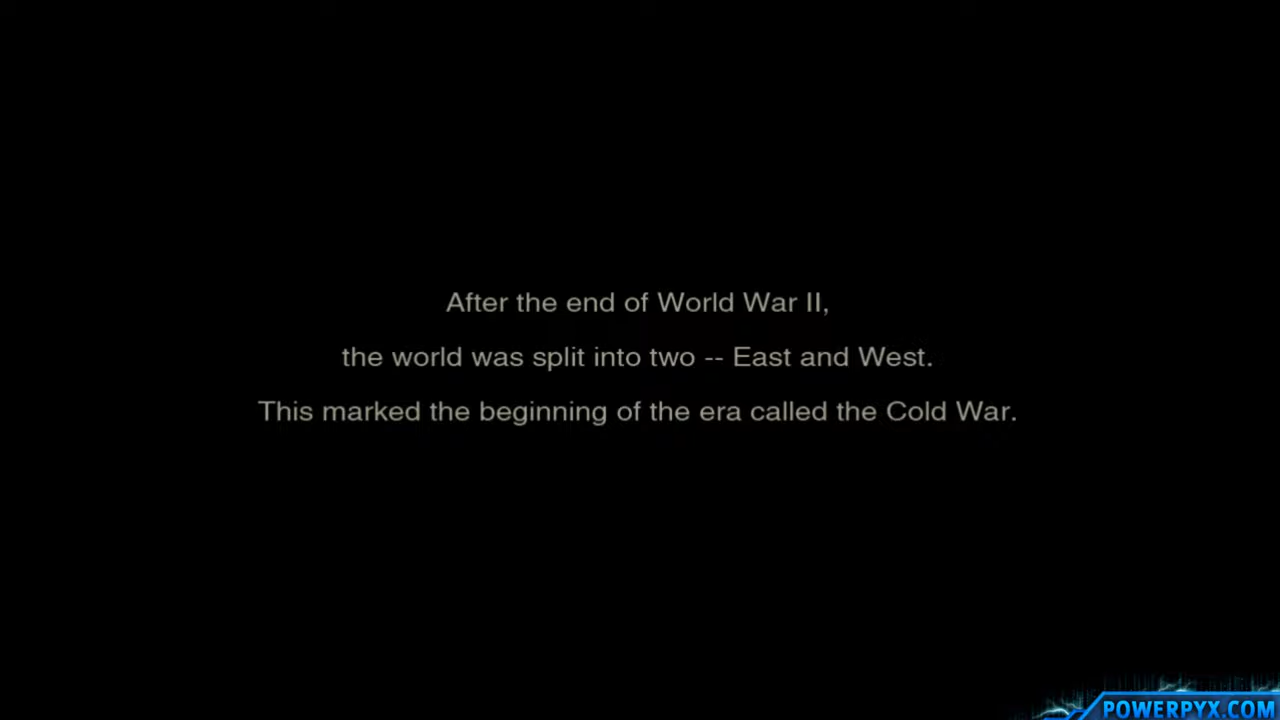 After the end of World War II,
the world was split into two -- East and West.
This marked the beginning of the era called the Cold War.
POWERPYX.COM